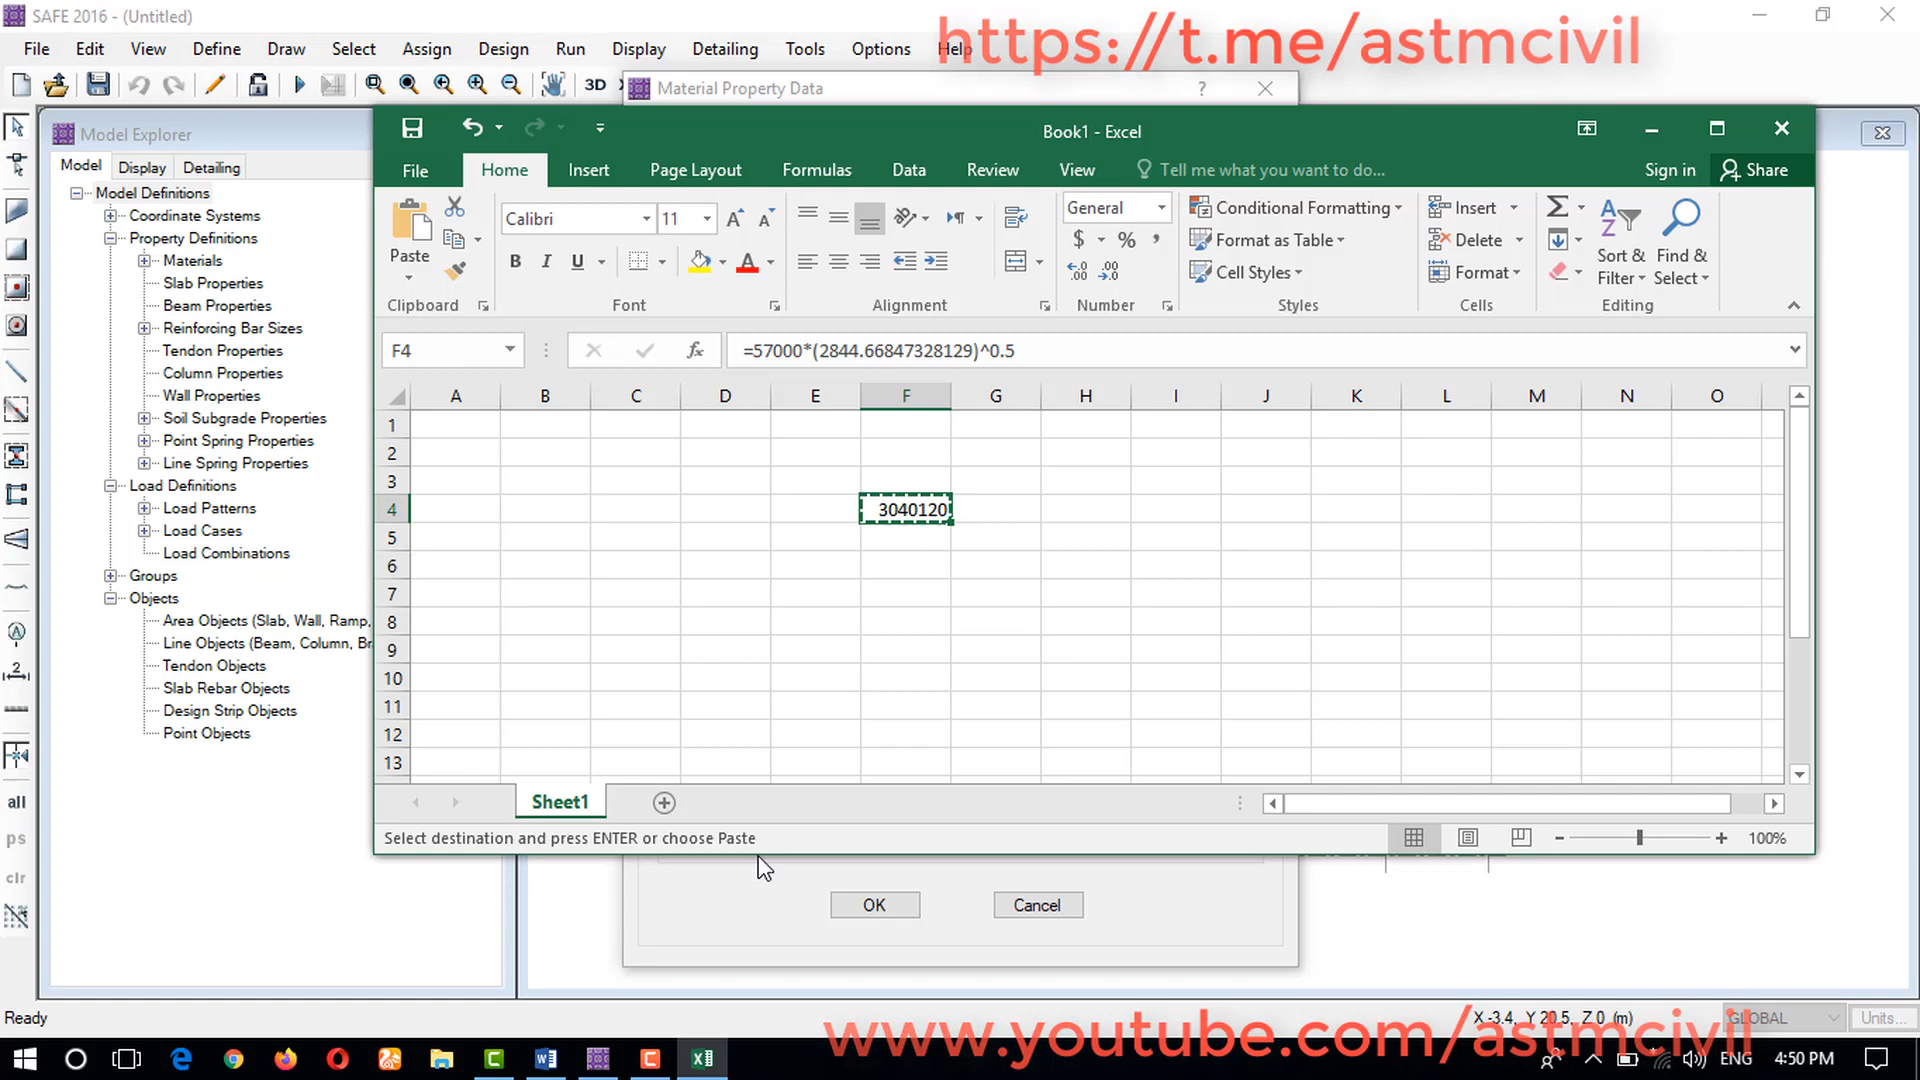 SAFE 2016 - (Untitled)
https://t.me/astmcivil
File Edit View Define Draw Select Assign Design Run Display Detailing Tools Options Help
3D
Material Property Data
?
Model Explorer
Model Display Detailing
Model Definitions
Coordinate Systems
Property Definitions
Materials
Slab Properties
Beam Properties
Reinforcing Bar Sizes
Tendon Properties
Column Properties
Wall Properties
Soil Subgrade Properties
Point Spring Properties
Line Spring Properties
Load Definitions
Load Patterns
Load Cases
Load Combinations
Groups
Objects
Area Objects (Slab, Wall, Ramp,
Line Objects (Beam, Column, Br
Tendon Objects
Slab Rebar Objects
Design Strip Objects
Point Objects
all
ps
clr
Book1 - Excel
File Home Insert Page Layout Formulas Data Review View Tell me what you want to do... Sign in Share
Paste
Clipboard
Calibri 11
B I U
Font
Alignment
General
$ % ,
Number
Conditional Formatting
Format as Table
Cell Styles
Styles
Insert
Delete
Format
Cells
Sort & Filter
Find & Select
Editing
F4 fx =57000*(2844.66847328129)^0.5
A B C D E F G H I J K L M N O
1
2
3
4 3040120
5
6
7
8
9
10
11
12
13
Sheet1
Select destination and press ENTER or choose Paste
100%
OK Cancel
Ready
X -3.4, Y 20.5, Z 0 (m)
GLOBAL
Units...
www.youtube.com/astmcivil
ENG 4:50 PM